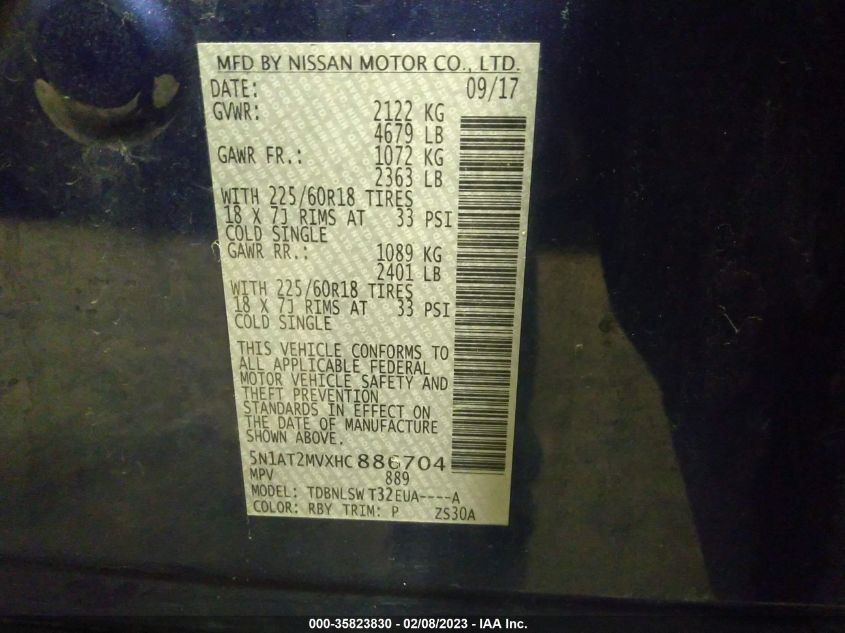 MFD BY NISSAN MOTOR CO., LTD.
DATE: 09/17
GVWR: 2122 KG
4679 LB
GAWR FR.: 1072 KG
2363 LB
WITH 225/60R18 TIRES
18 X 7J RIMS AT 33 PSI
COLD SINGLE
GAWR RR.: 1089 KG
2401 LB
WITH 225/60R18 TIRES
18 X 7J RIMS AT 33 PSI
COLD SINGLE
THIS VEHICLE CONFORMS TO
ALL APPLICABLE FEDERAL
MOTOR VEHICLE SAFETY AND
THEFT PREVENTION
STANDARDS IN EFFECT ON
THE DATE OF MANUFACTURE
SHOWN ABOVE.
5N1AT2MVXHC886704
MPV 889
MODEL: TDBNLSW T32EUA----A
COLOR: RBY TRIM: P ZS30A
000-35823830 - 02/08/2023 - IAA Inc.